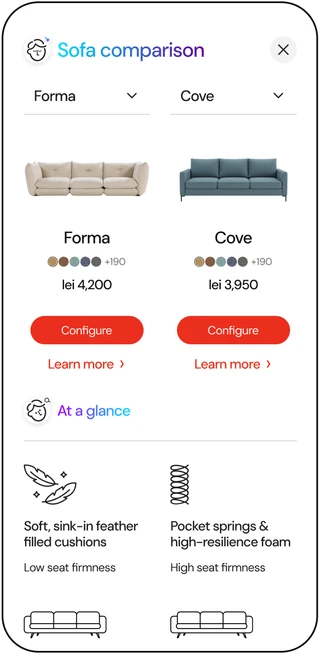 Sofa comparison
Forma
Cove
Forma
Cove
+190
+190
lei 4,200
lei 3,950
Configure
Configure
Learn more
Learn more
At a glance
Soft, sink-in feather
filled cushions
Pocket springs &
high-resilience foam
Low seat firmness
High seat firmness